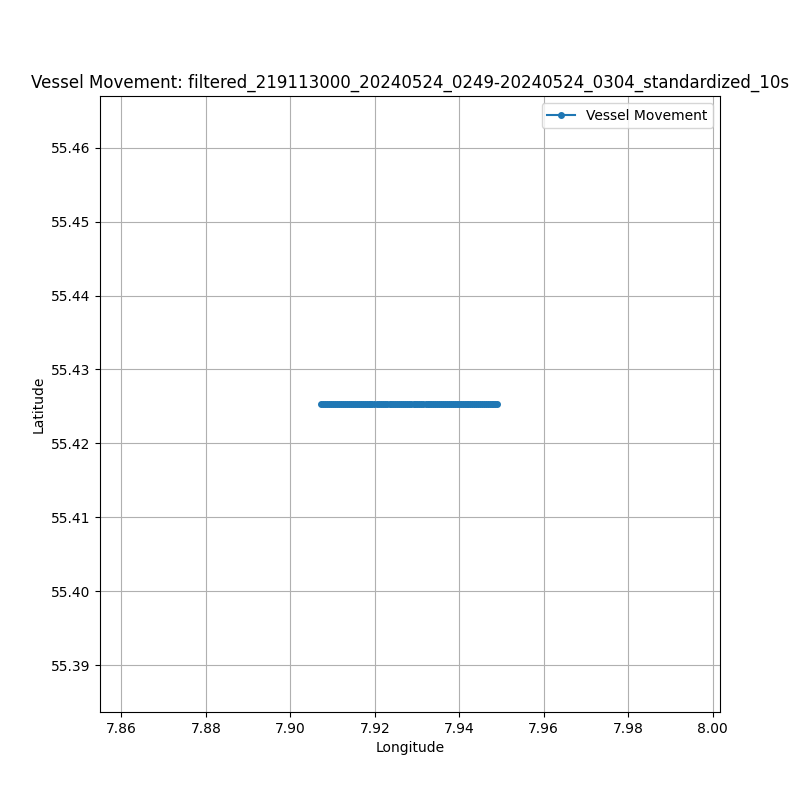 Vessel Movement: filtered_219113000_20240524_0249-20240524_0304_standardized_10s
Vessel Movement
55.46
55.45
55.44
55.43
55.42
55.41
55.40
55.39
Latitude
7.86 7.88 7.90 7.92 7.94 7.96 7.98 8.00
Longitude